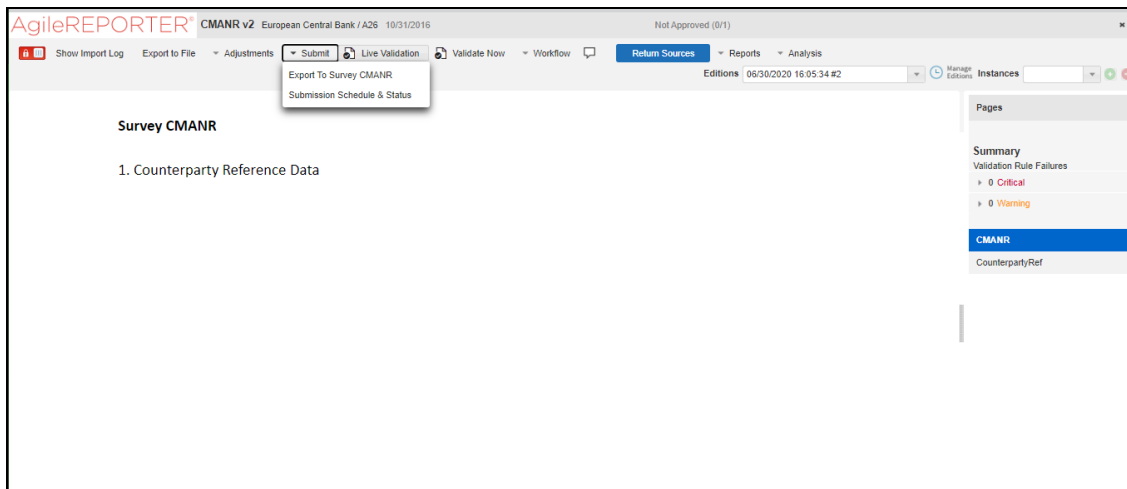 AgileREPORTER® CMANR v2 European Central Bank / A26 10/31/2016 Not Approved (0/1)
Show Import Log Export to File Adjustments Submit Live Validation Validate Now Workflow Return Sources Reports Analysis
Export To Survey CMANR
Submission Schedule & Status
Editions 06/30/2020 16:05:34 #2 Manage Editions Instances
Pages
Survey CMANR
1. Counterparty Reference Data
Summary
Validation Rule Failures
0 Critical
0 Warning
CMANR
CounterpartyRef